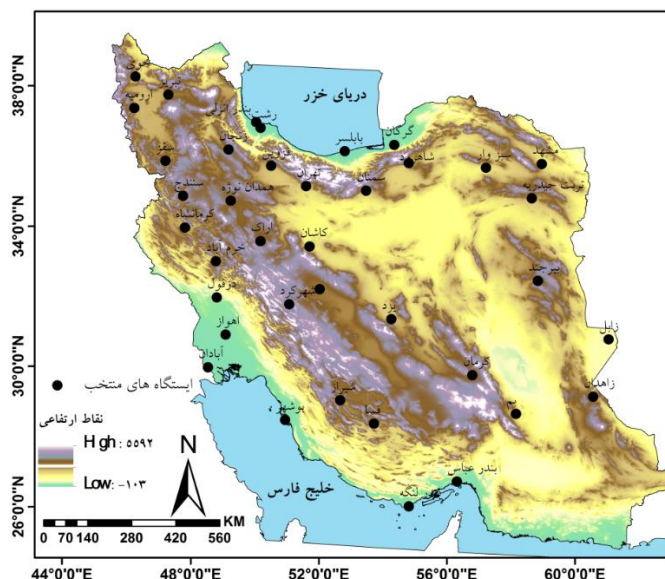 38°0'0"N
34°0'0"N
30°0'0"N
26°0'0"N
خوی
تبریز
ارومیه
بندر انزلی
رشت
دریای خزر
زنجان
قزوین
بابلسر
گرگان
شاهرود
سبزوار
مشهد
سقز
تهران
سمنان
تربت حیدریه
سنندج
همدان نوژه
کرمانشاه
اراک
کاشان
خرم آباد
بیرجند
دزفول
شهرکرد
یزد
زابل
اهواز
آبادان
کرمان
زاهدان
ایستگاه های منتخب
شیراز
فسا
بم
بوشهر
نقاط ارتفاعی
High : ۵۵۹۲
Low : -۱۰۳
N
خلیج فارس
بندر عباس
لنگه
0 70 140 280 420 560 KM
44°0'0"E
48°0'0"E
52°0'0"E
56°0'0"E
60°0'0"E